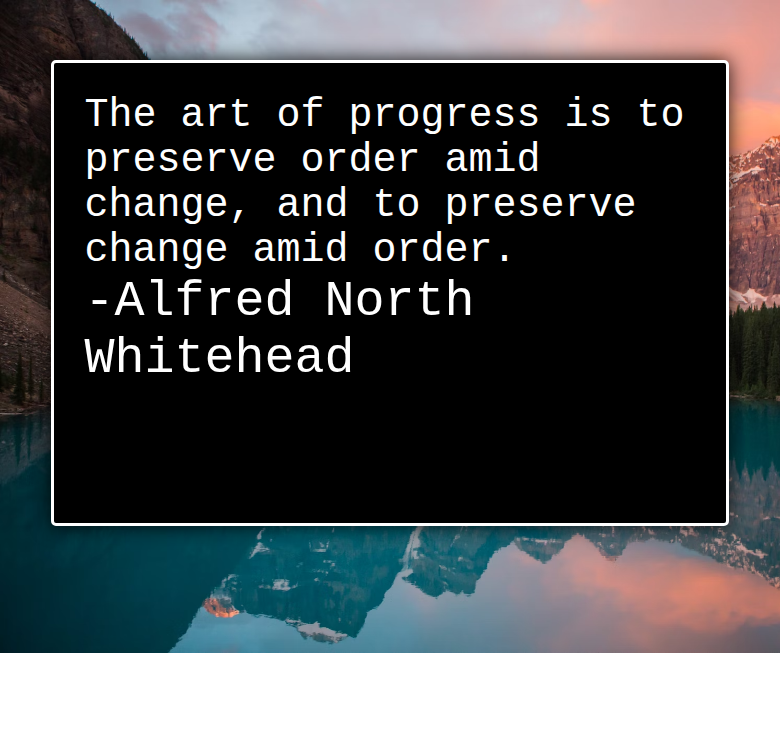 The art of progress is to
preserve order amid
change, and to preserve
change amid order.
-Alfred North
Whitehead